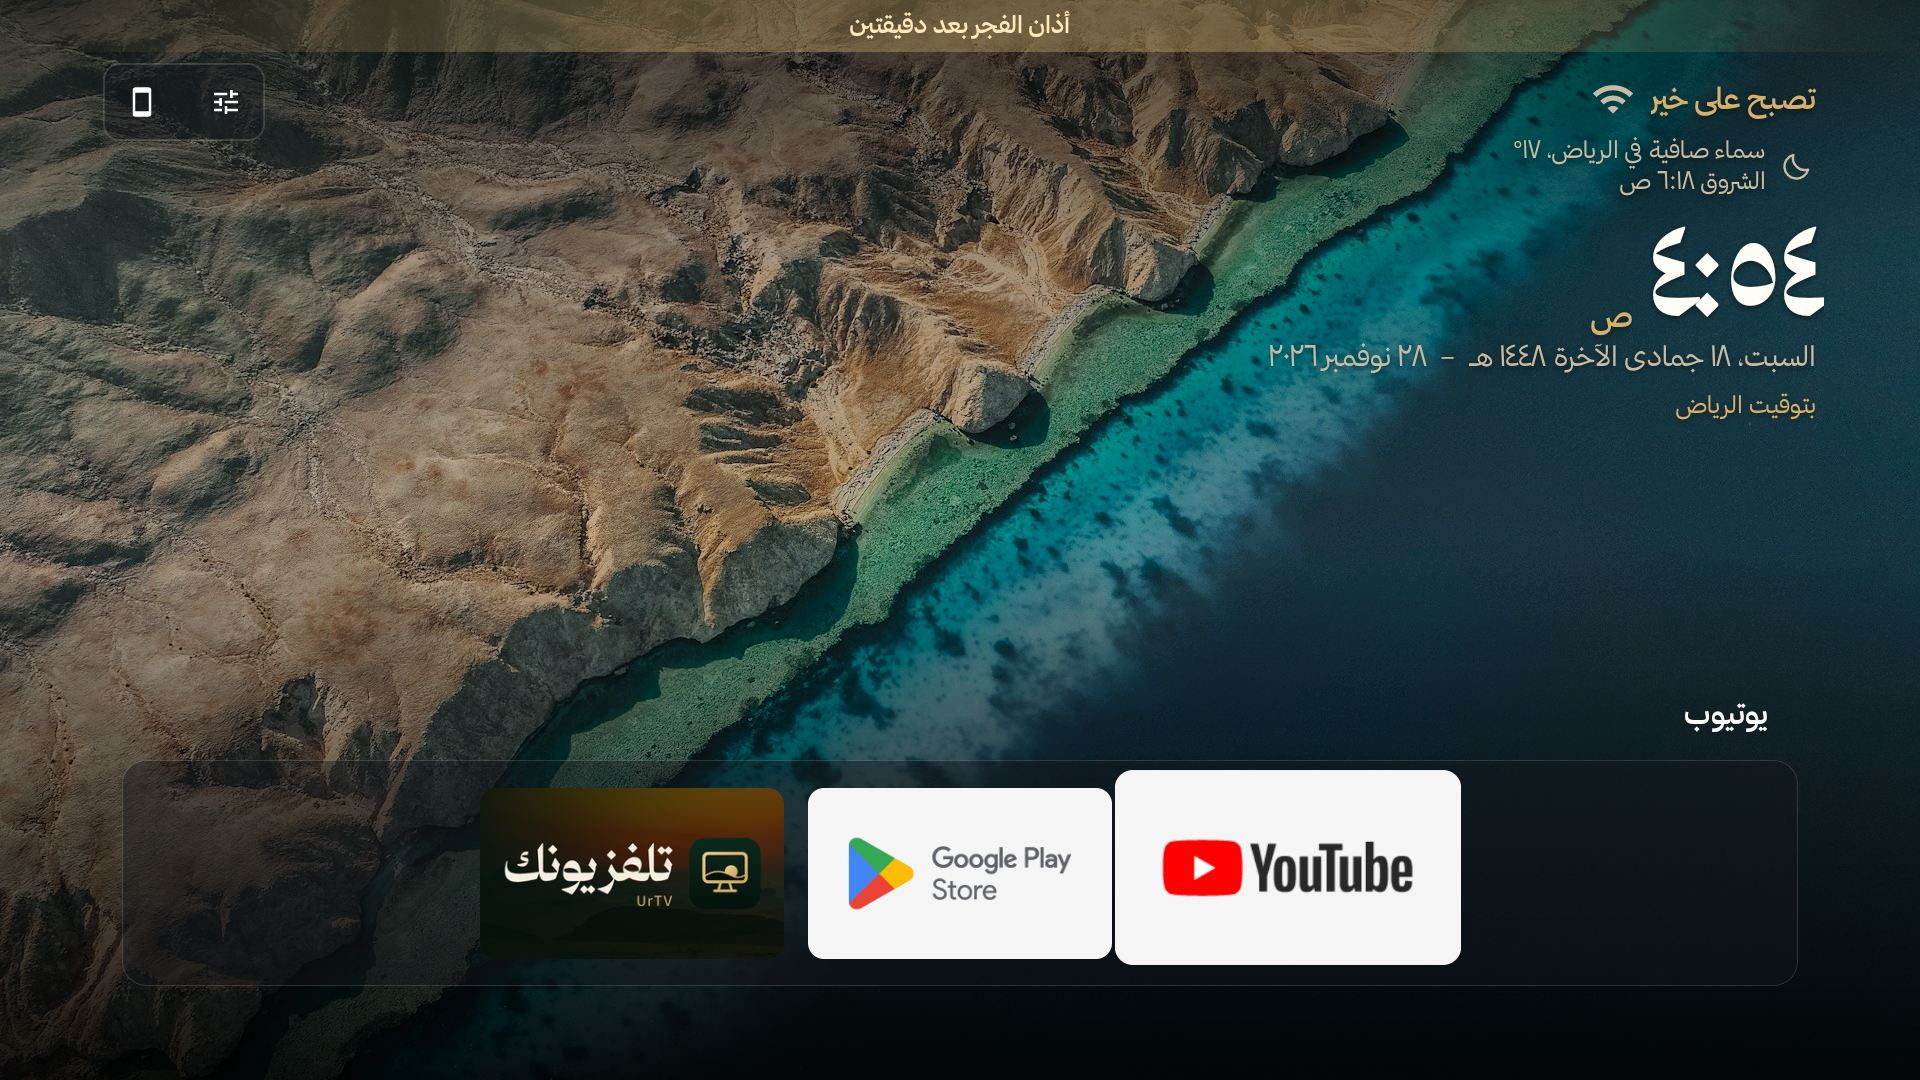 أذان الفجر بعد دقيقتين
تصبح على خير
سماء صافية في الرياض، ١٧°
الشروق ٦:١٨ ص
٤:٥٤ ص
السبت، ١٨ جمادى الآخرة ١٤٤٨ هـ – ٢٨ نوفمبر ٢٠٢٦
بتوقيت الرياض
يوتيوب
YouTube
Google Play
Store
تلفزيونك
UrTV